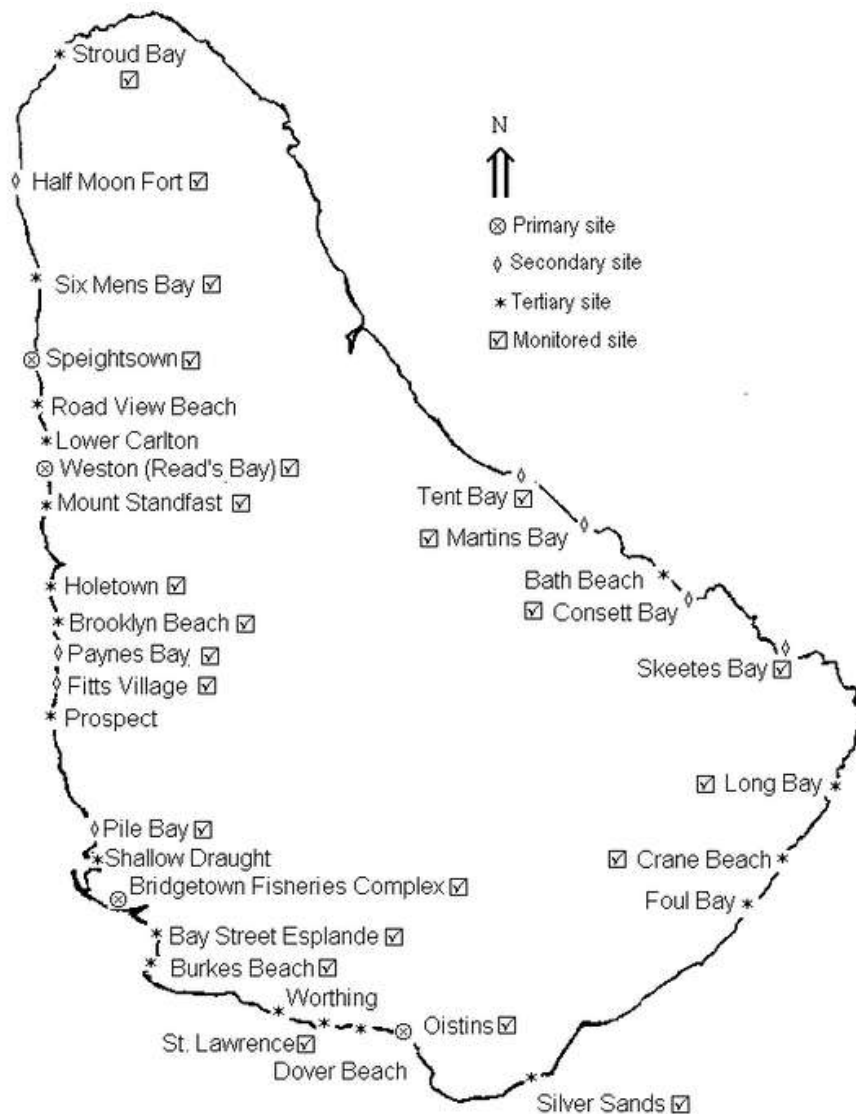 Stroud Bay
N
Half Moon Fort
Primary site
Secondary site
Six Mens Bay
Tertiary site
Monitored site
Speightsown
Road View Beach
Lower Carlton
Weston (Read's Bay)
Mount Standfast
Tent Bay
Martins Bay
Bath Beach
Holetown
Consett Bay
Brooklyn Beach
Paynes Bay
Skeetes Bay
Fitts Village
Prospect
Long Bay
Pile Bay
Shallow Draught
Crane Beach
Bridgetown Fisheries Complex
Foul Bay
Bay Street Esplande
Burkes Beach
Worthing
Oistins
St. Lawrence
Dover Beach
Silver Sands